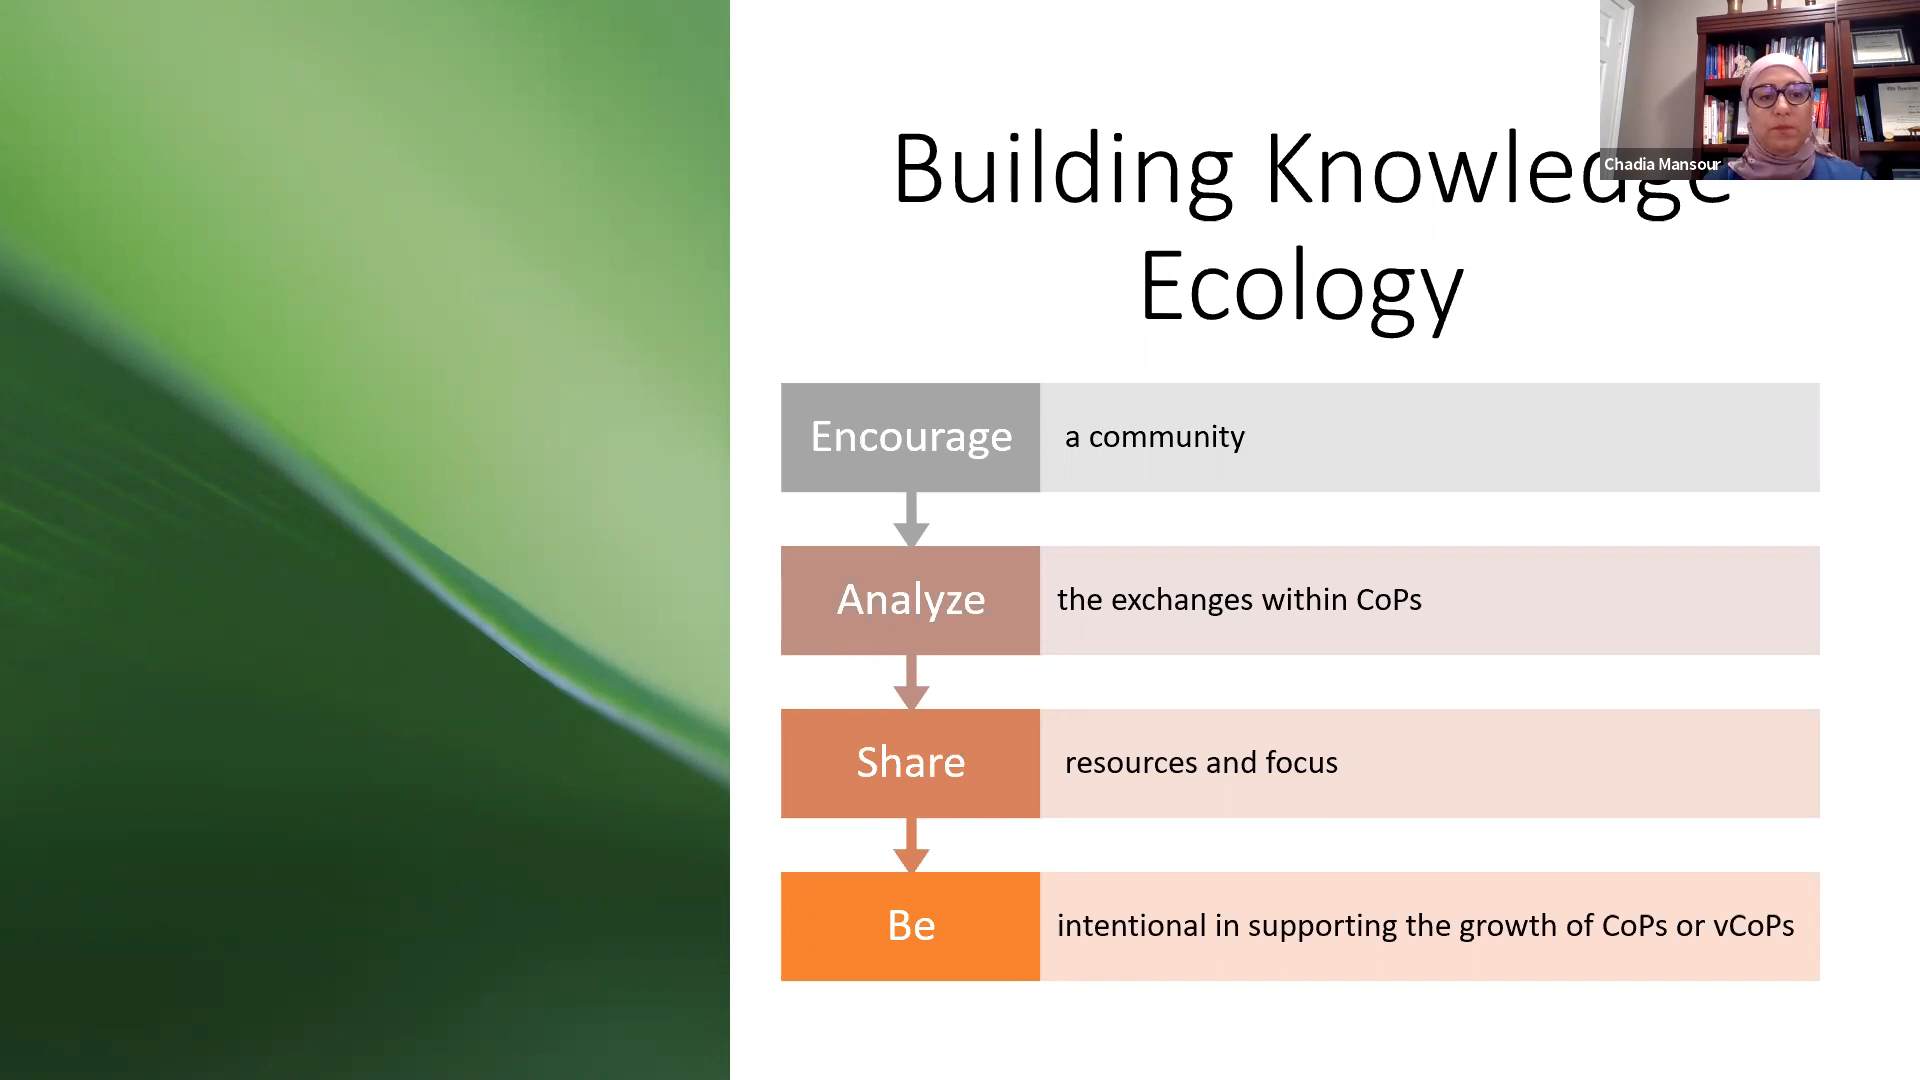 Building Knowledge
Ecology
Chadia Mansour
Encourage
a community
Analyze
the exchanges within CoPs
Share
resources and focus
Be
intentional in supporting the growth of CoPs or vCoPs